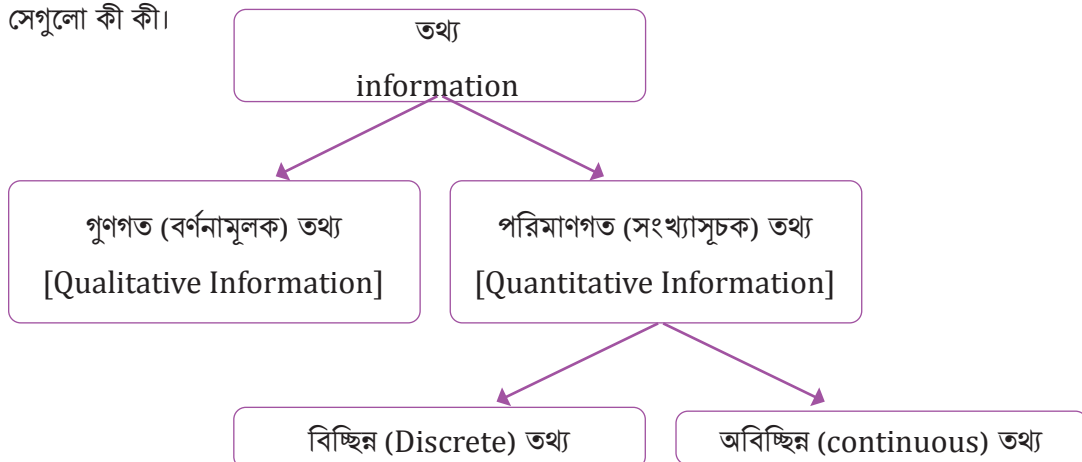 সেগুলো কী কী।
তথ্য
information
গুণগত (বর্ণনামূলক) তথ্য
[Qualitative Information]
পরিমাণগত (সংখ্যাসূচক) তথ্য
[Quantitative Information]
বিচ্ছিন্ন (Discrete) তথ্য
অবিচ্ছিন্ন (continuous) তথ্য